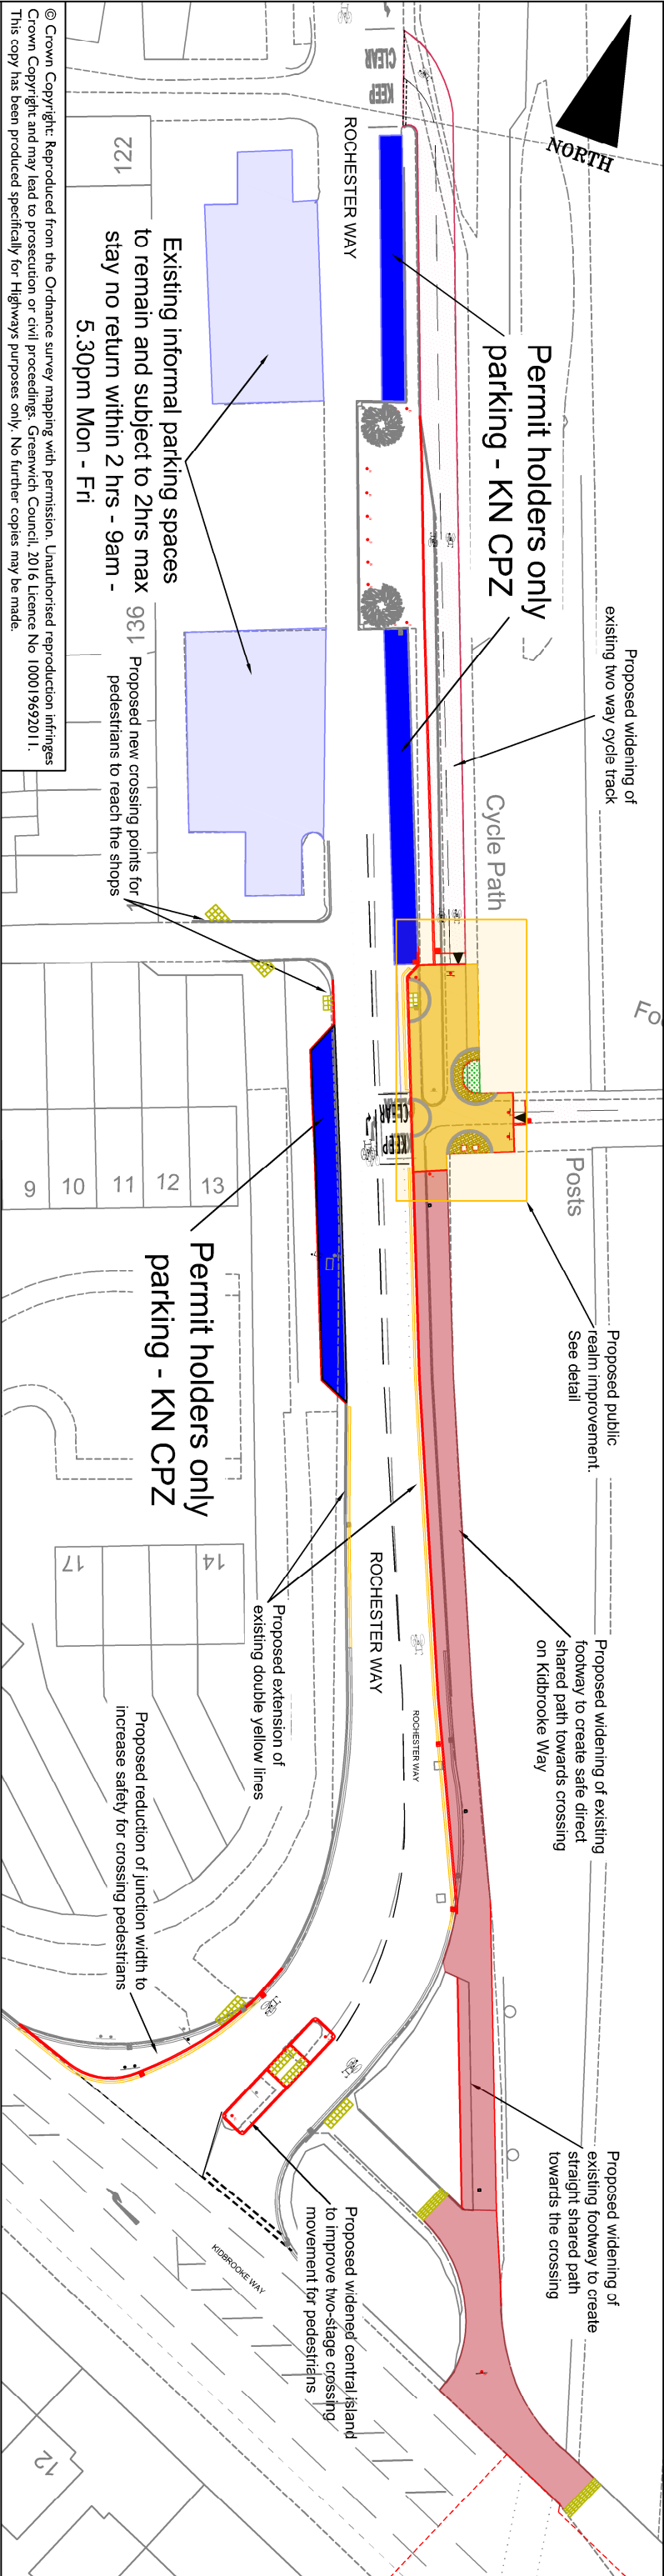 NORTH
CLEAR
KEEP
ROCHESTER WAY
122
Permit holders only
parking - KN CPZ
Existing informal parking spaces
to remain and subject to 2hrs max
stay no return within 2 hrs - 9am -
5.30pm Mon - Fri
136
Proposed widening of
existing two way cycle track
Cycle Path
Proposed new crossing points for
pedestrians to reach the shops
Fo
Posts
KEEP
CLEAR
9
10
11
12
13
Permit holders only
parking - KN CPZ
Proposed public
realm improvement.
See detail
Proposed widening of existing
footway to create safe direct
shared path towards crossing
on Kidbrooke Way
17
14
ROCHESTER WAY
Proposed extension of
existing double yellow lines
ROCHESTER WAY
Proposed reduction of junction width to
increase safety for crossing pedestrians
Proposed widening of
existing footway to create
straight shared path
towards the crossing
Proposed widened central island
to improve two-stage crossing
movement for pedestrians
KIDBROOKE WAY
12
© Crown Copyright: Reproduced from the Ordnance survey mapping with permission. Unauthorised reproduction infringes
Crown Copyright and may lead to prosecution or civil proceedings, Greenwich Council, 2016 Licence No 100019692011.
This copy has been produced specifically for Highways purposes only. No further copies may be made.